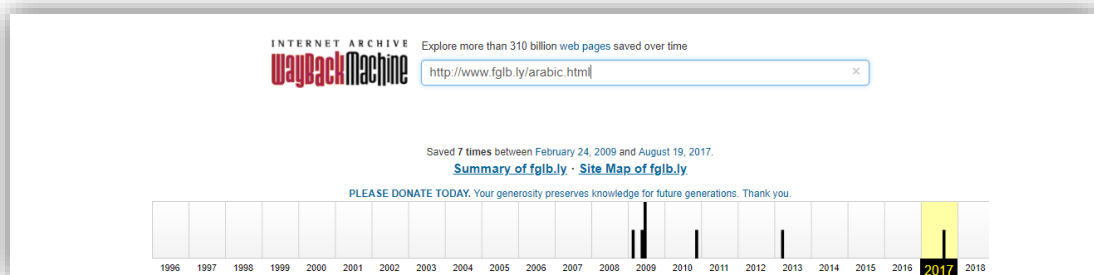 INTERNET ARCHIVE
WayBackMachine
Explore more than 310 billion web pages saved over time
http://www.fglb.ly/arabic.html ×
Saved 7 times between February 24, 2009 and August 19, 2017.
Summary of fglb.ly · Site Map of fglb.ly
PLEASE DONATE TODAY. Your generosity preserves knowledge for future generations. Thank you.
1996 1997 1998 1999 2000 2001 2002 2003 2004 2005 2006 2007 2008 2009 2010 2011 2012 2013 2014 2015 2016 2017 2018